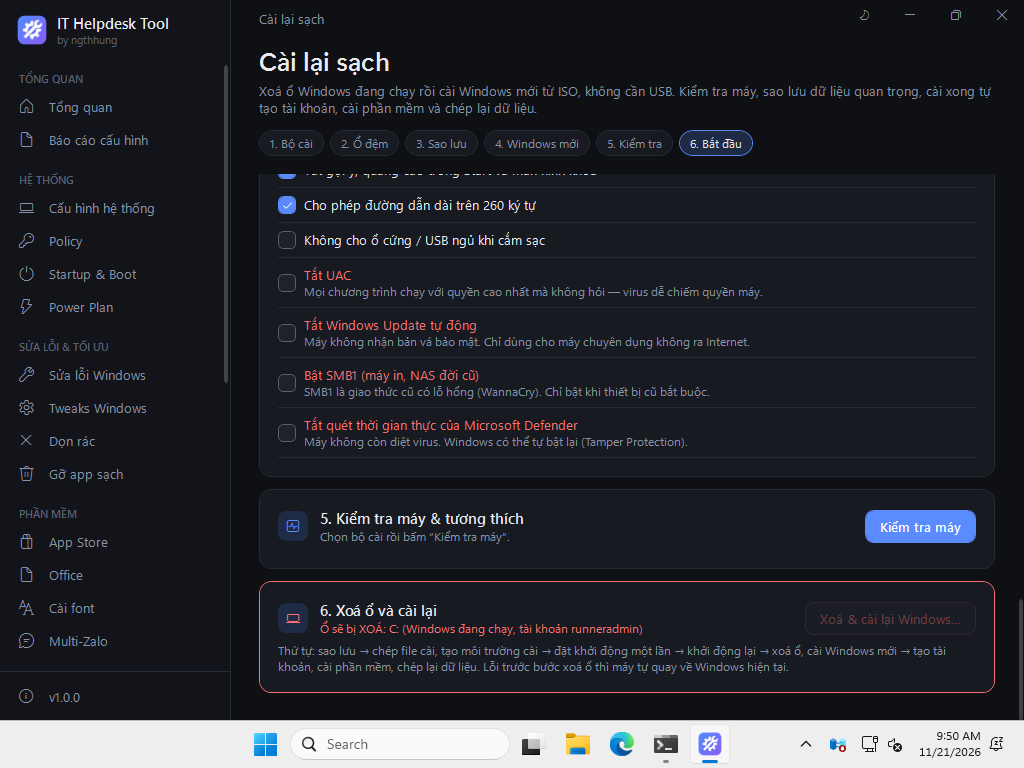 IT Helpdesk Tool
by ngthhung
TỔNG QUAN
Tổng quan
Báo cáo cấu hình
HỆ THỐNG
Cấu hình hệ thống
Policy
Startup & Boot
Power Plan
SỬA LỖI & TỐI ƯU
Sửa lỗi Windows
Tweaks Windows
Dọn rác
Gỡ app sạch
PHẦN MỀM
App Store
Office
Cài font
Multi-Zalo
v1.0.0
Cài lại sạch
Cài lại sạch
Xoá ổ Windows đang chạy rồi cài Windows mới từ ISO, không cần USB. Kiểm tra máy, sao lưu dữ liệu quan trọng, cài xong tự
tạo tài khoản, cài phần mềm và chép lại dữ liệu.
1. Bộ cài
2. Ổ đệm
3. Sao lưu
4. Windows mới
5. Kiểm tra
6. Bắt đầu
Cho phép đường dẫn dài trên 260 ký tự
Không cho ổ cứng / USB ngủ khi cắm sạc
Tắt UAC
Mọi chương trình chạy với quyền cao nhất mà không hỏi — virus dễ chiếm quyền máy.
Tắt Windows Update tự động
Máy không nhận bản vá bảo mật. Chỉ dùng cho máy chuyên dụng không ra Internet.
Bật SMB1 (máy in, NAS đời cũ)
SMB1 là giao thức cũ có lỗ hổng (WannaCry). Chỉ bật khi thiết bị cũ bắt buộc.
Tắt quét thời gian thực của Microsoft Defender
Máy không còn diệt virus. Windows có thể tự bật lại (Tamper Protection).
5. Kiểm tra máy & tương thích
Chọn bộ cài rồi bấm “Kiểm tra máy”.
Kiểm tra máy
6. Xoá ổ và cài lại
Ổ sẽ bị XOÁ: C: (Windows đang chạy, tài khoản runneradmin)
Xoá & cài lại Windows...
Thứ tự: sao lưu → chép file cài, tạo môi trường cài → đặt khởi động một lần → khởi động lại → xoá ổ, cài Windows mới → tạo tài
khoản, cài phần mềm, chép lại dữ liệu. Lỗi trước bước xoá ổ thì máy tự quay về Windows hiện tại.
Search
9:50 AM
11/21/2026